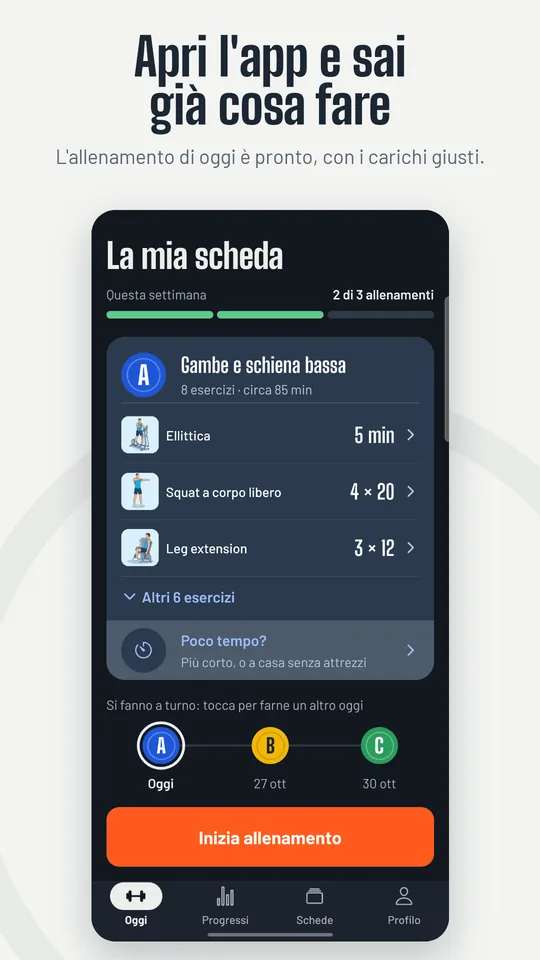 Apri l'app e sai
già cosa fare
L'allenamento di oggi è pronto, con i carichi giusti.
La mia scheda
Questa settimana 2 di 3 allenamenti
A Gambe e schiena bassa
8 esercizi · circa 85 min
Ellittica 5 min
Squat a corpo libero 4 × 20
Leg extension 3 × 12
Altri 6 esercizi
Poco tempo?
Più corto, o a casa senza attrezzi
Si fanno a turno: tocca per farne un altro oggi
A B C
Oggi 27 ott 30 ott
Inizia allenamento
Oggi Progressi Schede Profilo